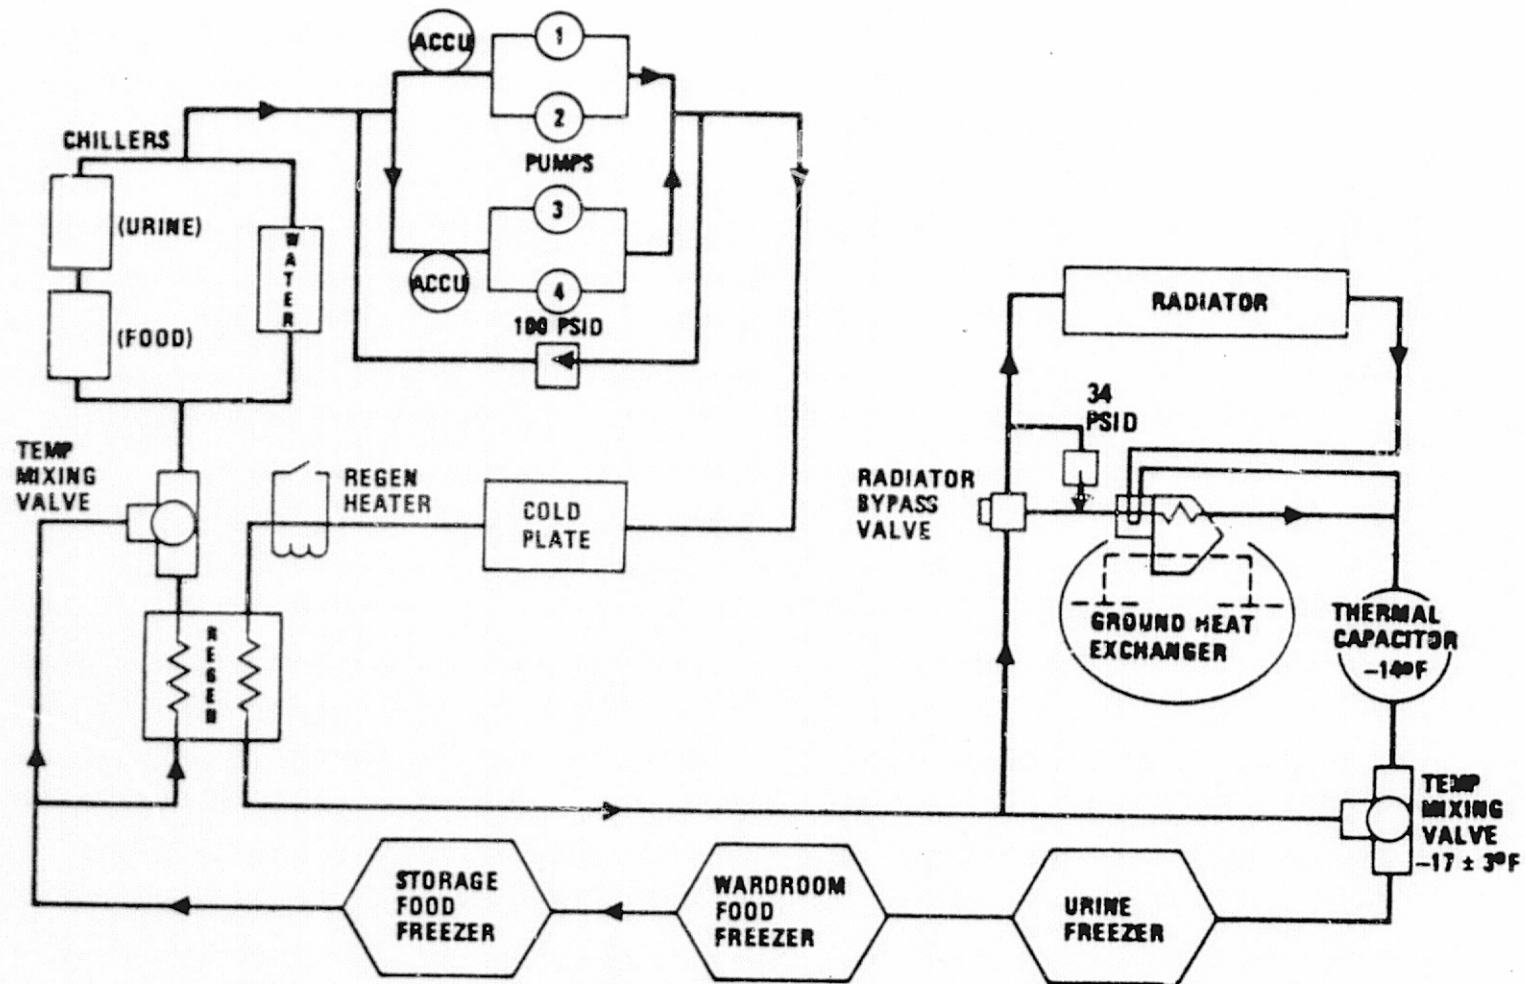 ACCU
1
2
PUMPS
3
4
ACCU
100 PSID
CHILLERS
(URINE)
(FOOD)
WATER
TEMP
MIXING
VALVE
REGEN
HEATER
COLD
PLATE
REGEN
RADIATOR
34
PSID
RADIATOR
BYPASS
VALVE
GROUND HEAT
EXCHANGER
THERMAL
CAPACITOR
-14ºF
TEMP
MIXING
VALVE
-17 ± 3ºF
STORAGE
FOOD
FREEZER
WARDROOM
FOOD
FREEZER
URINE
FREEZER